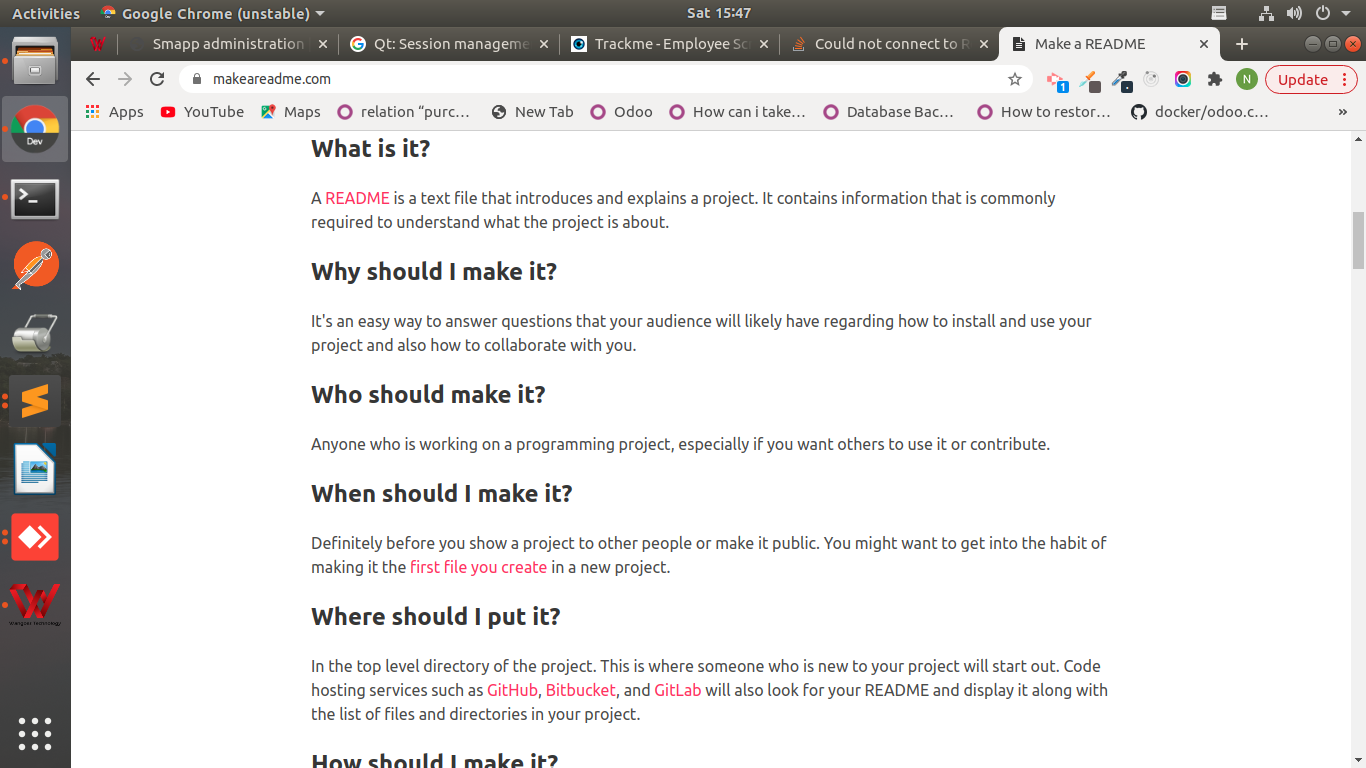 Activities
Google Chrome (unstable)
Sat 15:47
Smapp administration
Qt: Session manageme
Trackme - Employee Sc
Could not connect to R
Make a README
makeareadme.com
1
N
Update
Apps
YouTube
Maps
relation “purc…
New Tab
Odoo
How can i take…
Database Bac…
How to restor…
docker/odoo.c…
»
Dev
What is it?
A README is a text file that introduces and explains a project. It contains information that is commonly
required to understand what the project is about.
Why should I make it?
It's an easy way to answer questions that your audience will likely have regarding how to install and use your
project and also how to collaborate with you.
Who should make it?
Anyone who is working on a programming project, especially if you want others to use it or contribute.
When should I make it?
Definitely before you show a project to other people or make it public. You might want to get into the habit of
making it the first file you create in a new project.
Where should I put it?
In the top level directory of the project. This is where someone who is new to your project will start out. Code
hosting services such as GitHub, Bitbucket, and GitLab will also look for your README and display it along with
the list of files and directories in your project.
How should I make it?